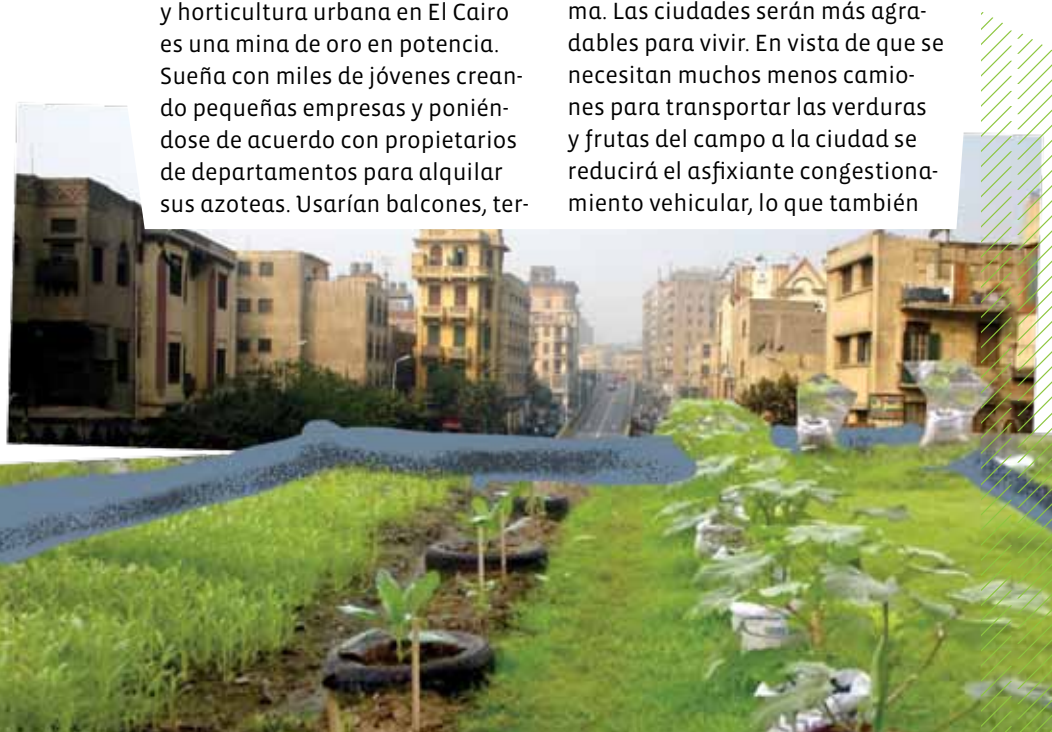 y horticultura urbana en El Cairo
es una mina de oro en potencia.
Sueña con miles de jóvenes crean-
do pequeñas empresas y ponién-
dose de acuerdo con propietarios
de departamentos para alquilar
sus azoteas. Usarían balcones, ter-
ma. Las ciudades serán más agra-
dables para vivir. En vista de que se
necesitan muchos menos camio-
nes para transportar las verduras
y frutas del campo a la ciudad se
reducirá el asfixiante congestiona-
miento vehicular, lo que también